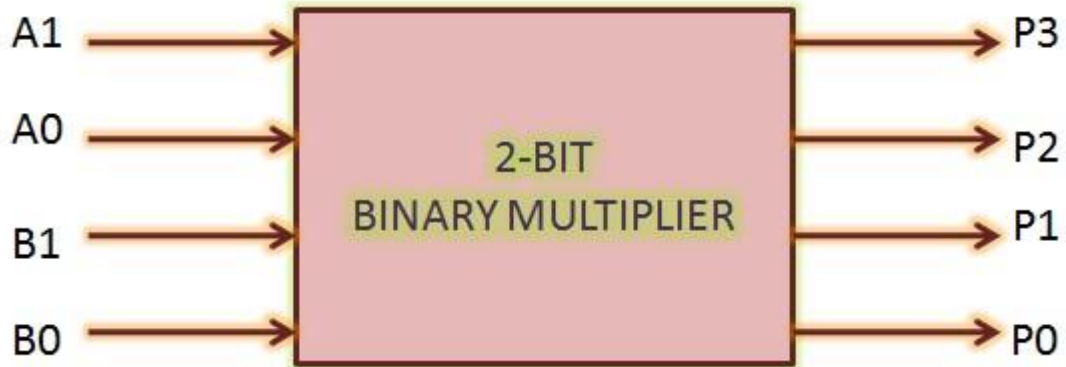 A1
A0
B1
B0
2-BIT
BINARY MULTIPLIER
P3
P2
P1
P0